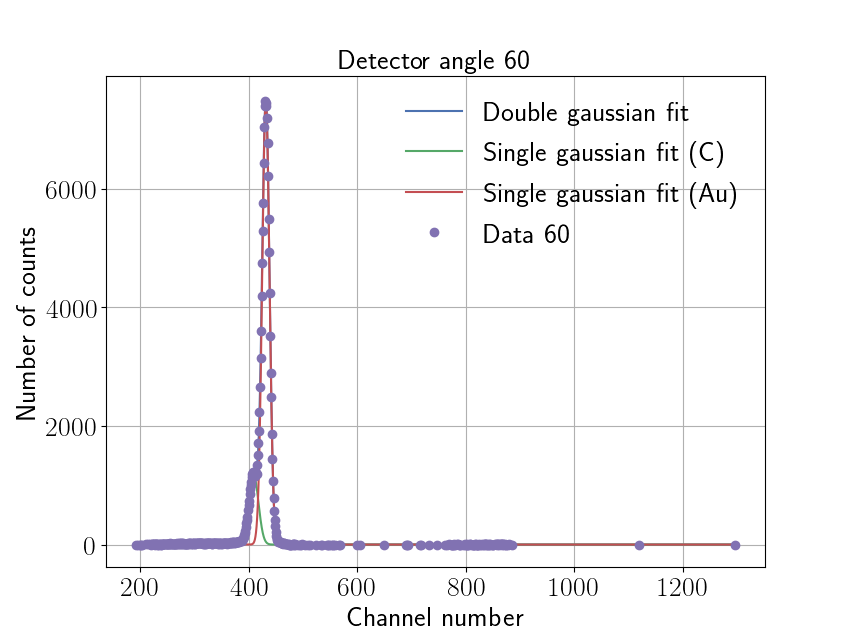 Detector angle 60
Double gaussian fit
Single gaussian fit (C)
Single gaussian fit (Au)
Data 60
Number of counts
6000
4000
2000
0
200 400 600 800 1000 1200
Channel number